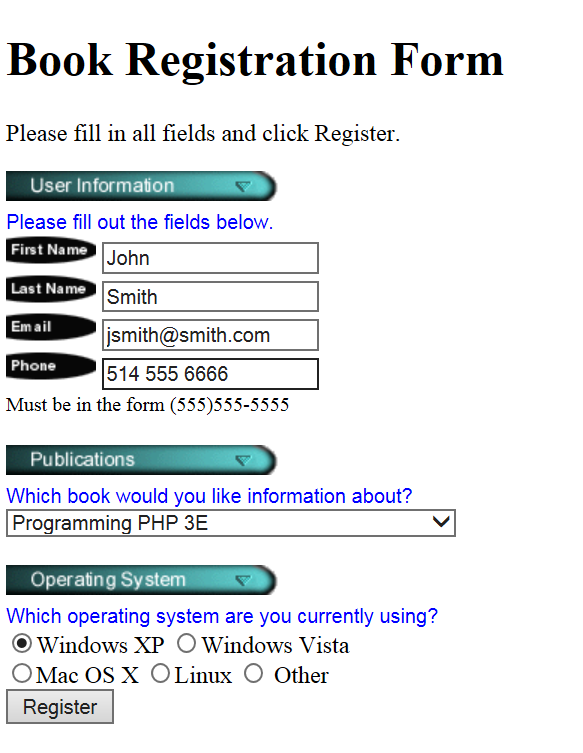 Book Registration Form
Please fill in all fields and click Register.
User Information
Please fill out the fields below.
First Name John
Last Name Smith
Email jsmith@smith.com
Phone 514 555 6666
Must be in the form (555)555-5555
Publications
Which book would you like information about?
Programming PHP 3E
Operating System
Which operating system are you currently using?
Windows XP Windows Vista
Mac OS X Linux Other
Register